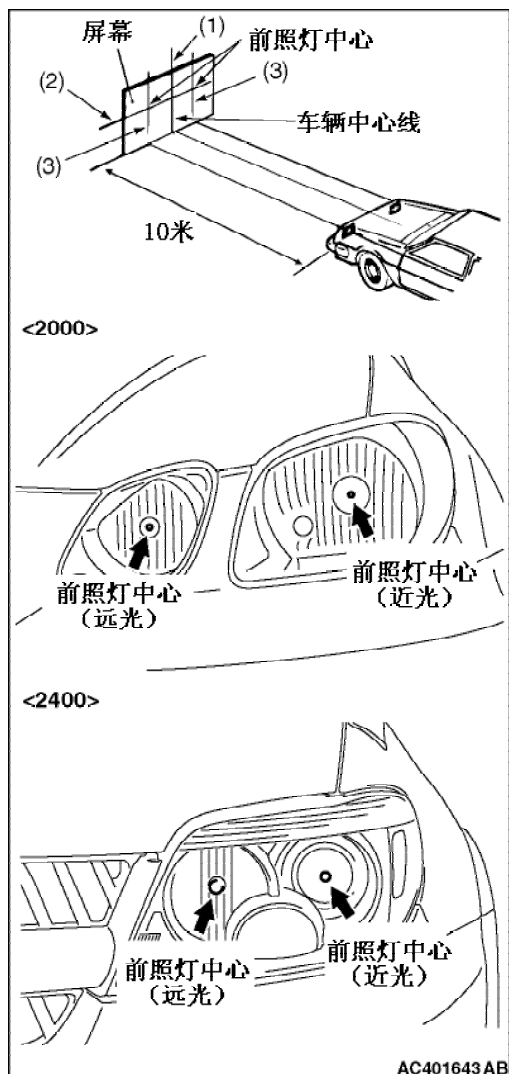 (1)
屏幕
前照灯中心
(2)
(3)
(3)
车辆中心线
10米
<2000>
前照灯中心
（远光）
前照灯中心
（近光）
<2400>
前照灯中心
（远光）
前照灯中心
（近光）
AC401643AB